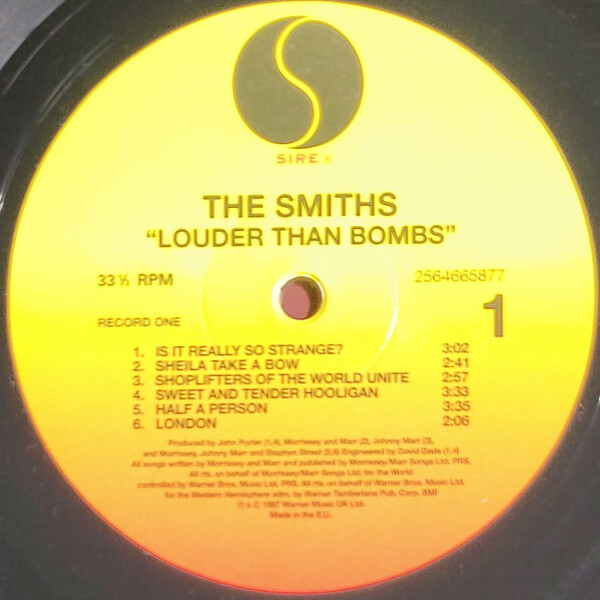 SIRE ®
THE SMITHS
"LOUDER THAN BOMBS"
33 ⅓ RPM
2564665877
RECORD ONE
1
1. IS IT REALLY SO STRANGE? 3:02
2. SHEILA TAKE A BOW 2:41
3. SHOPLIFTERS OF THE WORLD UNITE 2:57
4. SWEET AND TENDER HOOLIGAN 3:33
5. HALF A PERSON 3:35
6. LONDON 2:06
Produced by John Porter (1,4), Morrissey and Marr (2), Johnny Marr (3),
and Morrissey, Johnny Marr and Stephen Street (5,6) Engineered by David Dade (1,4)
All songs written by Morrissey and Marr and published by Morrissey/Marr Songs Ltd. PRS.
All rts. on behalf of Morrissey/Marr Songs Ltd. for the World
controlled by Warner Bros. Music Ltd. PRS. All rts. on behalf of Warner Bros. Music Ltd.
for the Western Hemisphere adm. by Warner Tamberlane Pub. Corp. BMI
℗ & © 1987 Warner Music UK Ltd.
Made in the E.U.